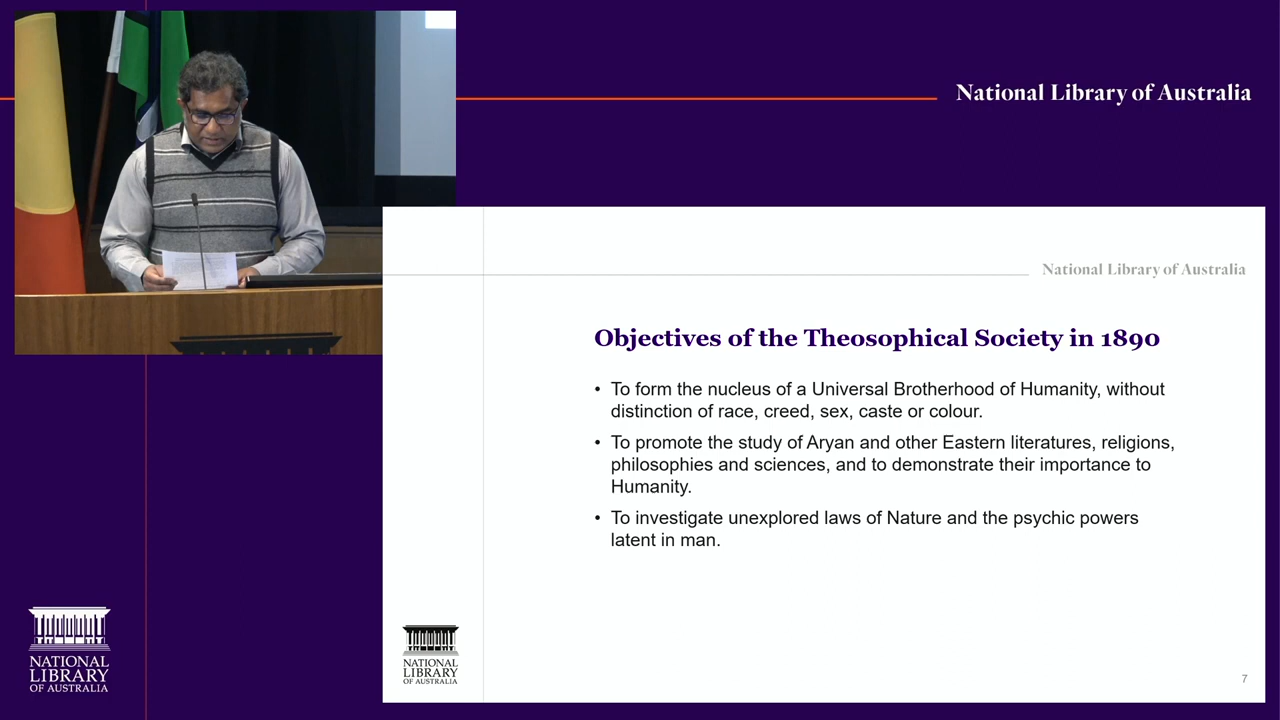 National Library of Australia
National Library of Australia
Objectives of the Theosophical Society in 1890
• To form the nucleus of a Universal Brotherhood of Humanity, without
distinction of race, creed, sex, caste or colour.
• To promote the study of Aryan and other Eastern literatures, religions,
philosophies and sciences, and to demonstrate their importance to
Humanity.
• To investigate unexplored laws of Nature and the psychic powers
latent in man.
NATIONAL
LIBRARY
OF AUSTRALIA
NATIONAL
LIBRARY
OF AUSTRALIA
7